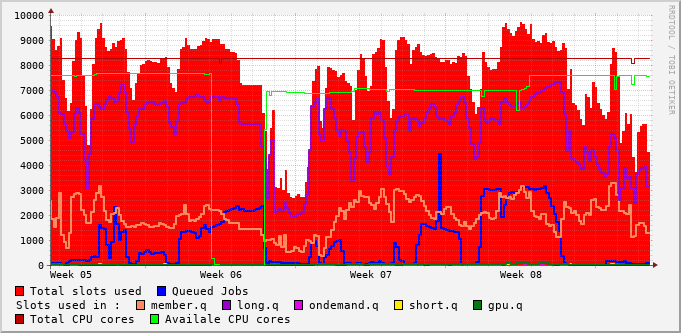 10000
9000
8000
7000
6000
5000
4000
3000
2000
1000
0
Week 05 Week 06 Week 07 Week 08
RRDTOOL / TOBI OETIKER
Total slots used Queued Jobs
Slots used in : member.q long.q ondemand.q short.q gpu.q
Total CPU cores Availale CPU cores